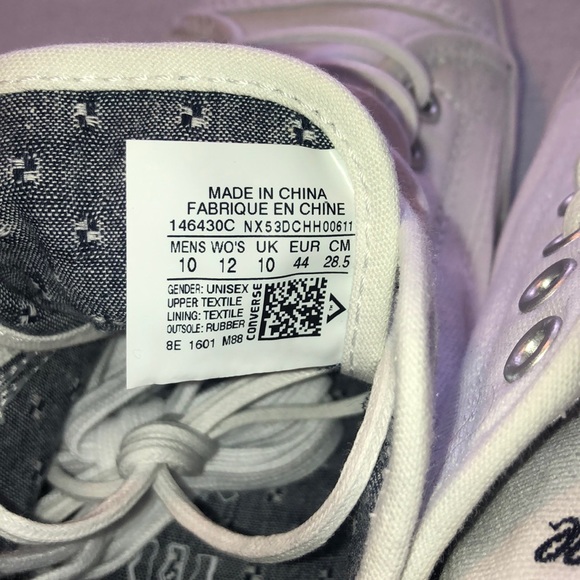 MADE IN CHINA
FABRIQUE EN CHINE
146430C NX53DCHH00611
MENS WO'S UK EUR CM
10 12 10 44 28.5
GENDER: UNISEX
UPPER TEXTILE
LINING: TEXTILE
OUTSOLE: RUBBER
8E 1601 M88
CONVERSE